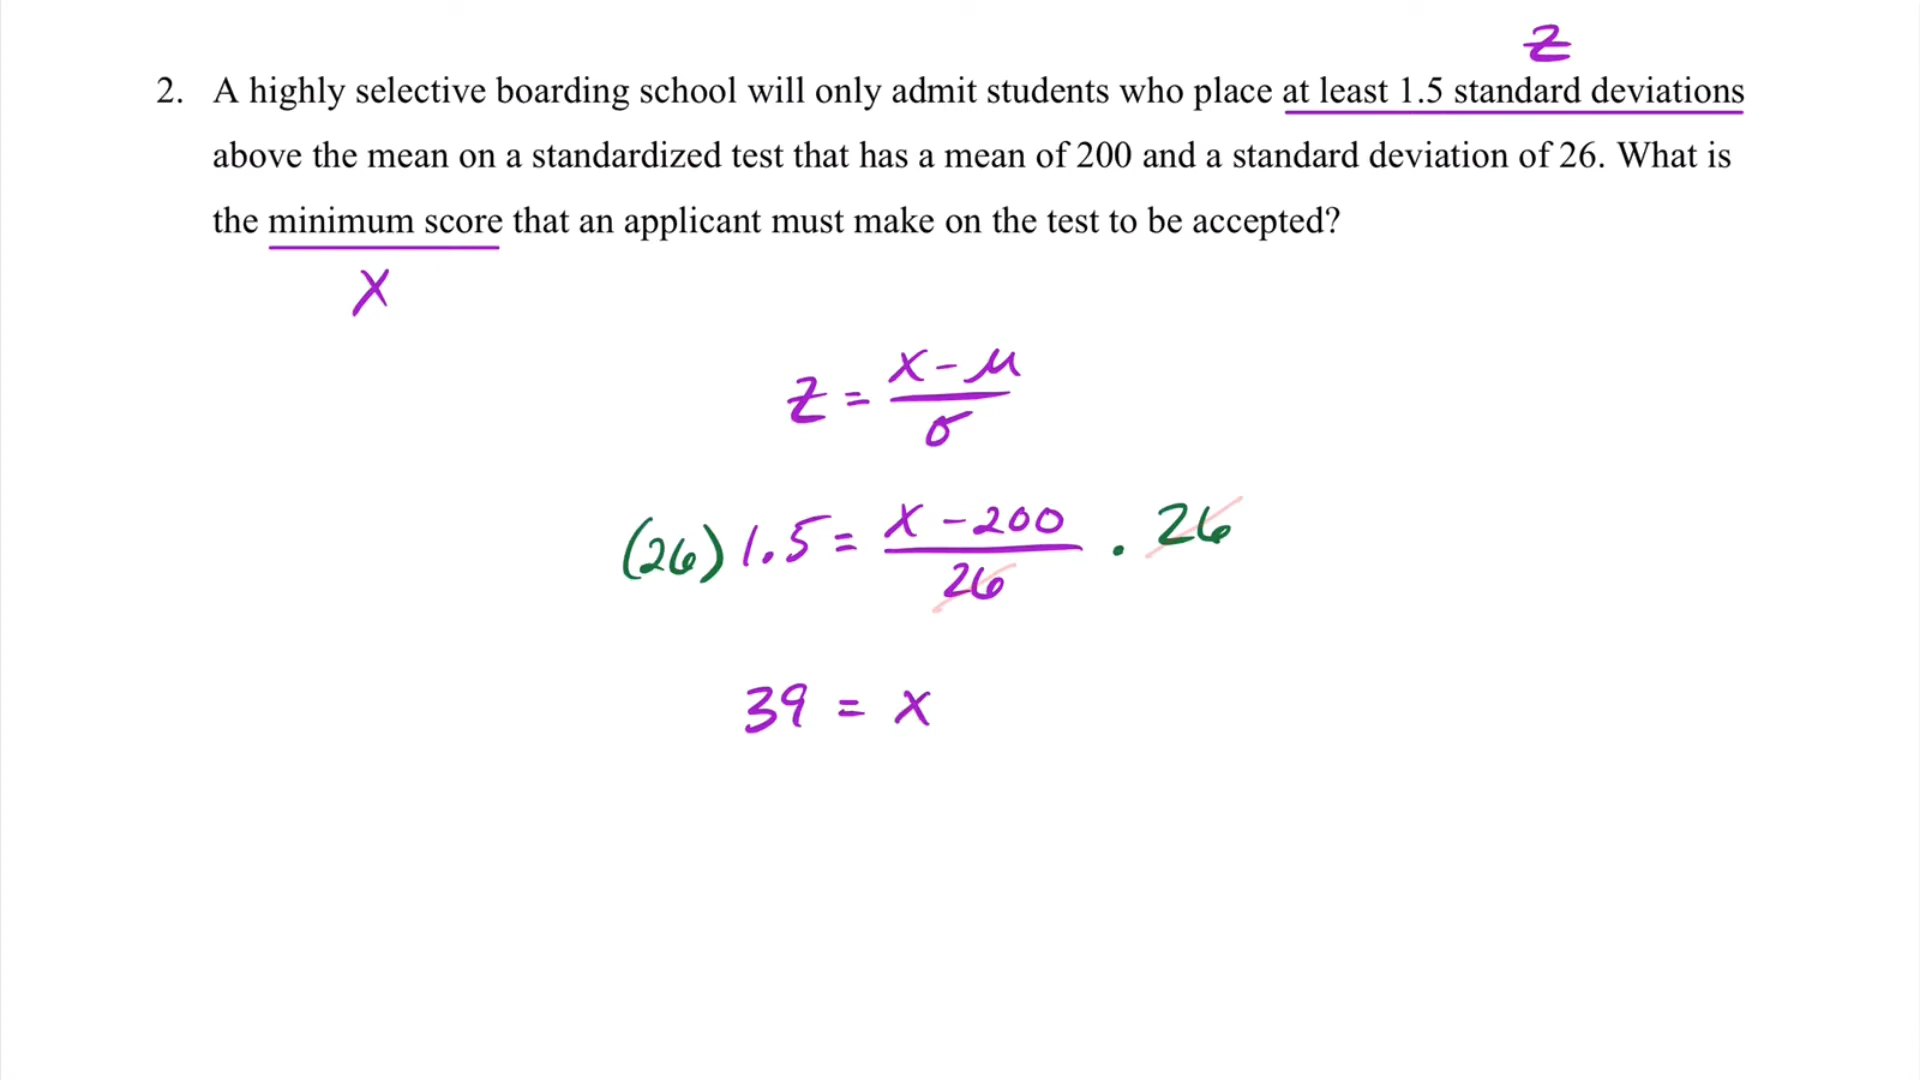 z
2. A highly selective boarding school will only admit students who place at least 1.5 standard deviations
above the mean on a standardized test that has a mean of 200 and a standard deviation of 26. What is
the minimum score that an applicant must make on the test to be accepted?
x
z = x - μ / σ
(26) 1.5 = x - 200 / 26 · 26
39 = x